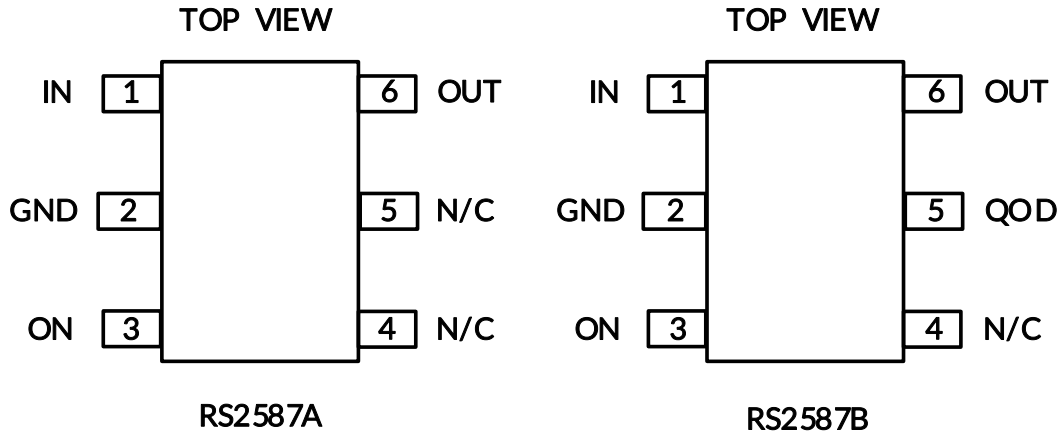 TOP VIEW
IN 1 6 OUT
GND 2 5 N/C
ON 3 4 N/C
RS2587A
TOP VIEW
IN 1 6 OUT
GND 2 5 QOD
ON 3 4 N/C
RS2587B